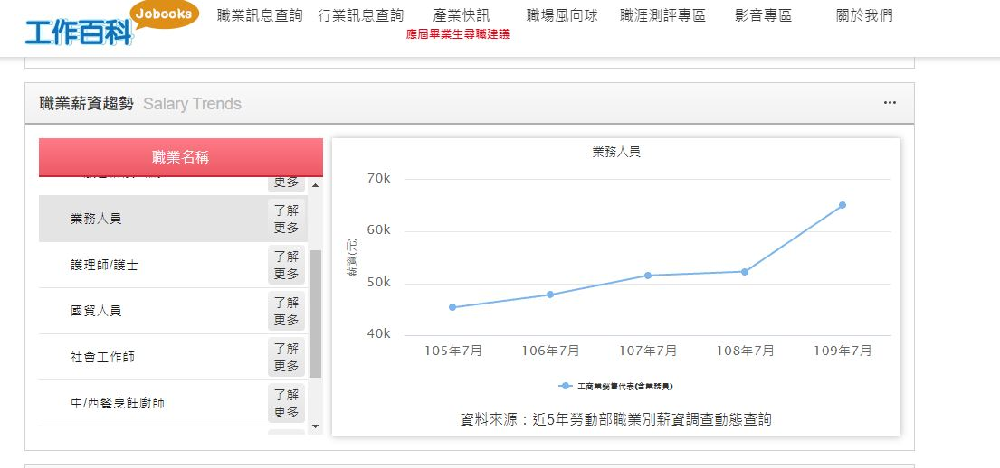 工作百科 Jobooks
職業訊息查詢 行業訊息查詢 產業快訊 職場風向球 職涯測評專區 影音專區 關於我們
應屆畢業生尋職建議
職業薪資趨勢 Salary Trends
職業名稱
更多
業務人員
了解
更多
護理師/護士
了解
更多
國貿人員
了解
更多
社會工作師
了解
更多
中/西餐烹飪廚師
了解
更多
業務人員
70k
60k
50k
40k
薪資(元)
105年7月 106年7月 107年7月 108年7月 109年7月
工商業銷售代表(含業務員)
資料來源：近5年勞動部職業別薪資調查動態查詢